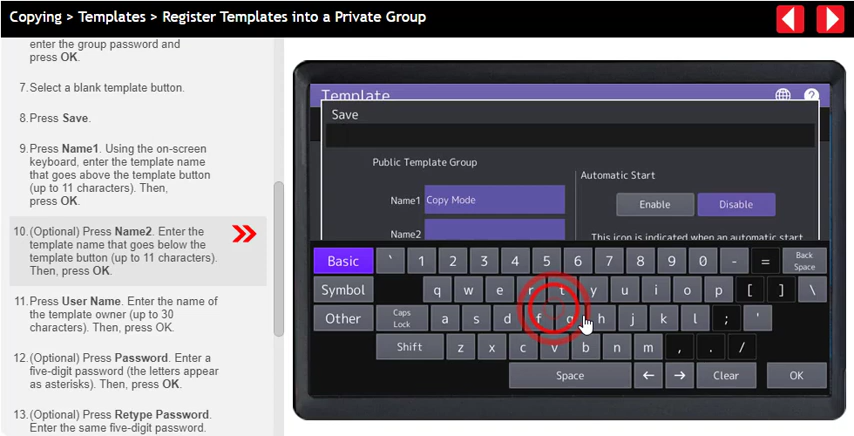 Copying > Templates > Register Templates into a Private Group
enter the group password and
press OK.
7. Select a blank template button.
8. Press Save.
9. Press Name1. Using the on-screen
keyboard, enter the template name
that goes above the template button
(up to 11 characters). Then,
press OK.
10. (Optional) Press Name2. Enter the
template name that goes below the
template button (up to 11 characters).
Then, press OK.
11. Press User Name. Enter the name of
the template owner (up to 30
characters). Then, press OK.
12. (Optional) Press Password. Enter a
five-digit password (the letters appear
as asterisks). Then, press OK.
13. (Optional) Press Retype Password.
Enter the same five-digit password.
Template
?
Save
Public Template Group
Automatic Start
Name1 Copy Mode
Enable Disable
Name2
This icon is indicated when an automatic start
Basic ` 1 2 3 4 5 6 7 8 9 0 - = Back Space
Symbol q w e r t y u i o p [ ] \
Other Caps Lock a s d f g h j k l ; '
Shift z x c v b n m , . /
Space ← → Clear OK